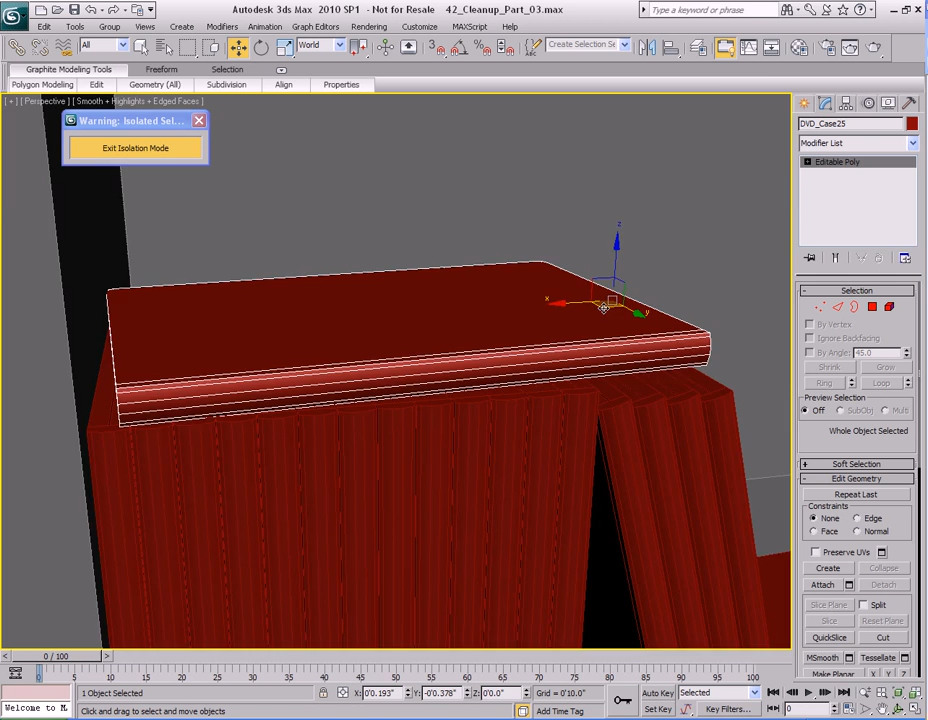 Autodesk 3ds Max 2010 SP1 - Not for Resale 42_Cleanup_Part_03.max
Type a keyword or phrase
Edit Tools Group Views Create Modifiers Animation Graph Editors Rendering Customize MAXScript Help
All World Create Selection Se
Graphite Modeling Tools Freeform Selection
Polygon Modeling Edit Geometry (All) Subdivision Align Properties
[ + ] [ Perspective ] [ Smooth + Highlights + Edged Faces ]
Warning: Isolated Sel...
Exit Isolation Mode
z
x
y
DVD_Case25
Modifier List
Editable Poly
Selection
By Vertex
Ignore Backfacing
By Angle: 45.0
Shrink Grow
Ring Loop
Preview Selection
Off SubObj Multi
Whole Object Selected
Soft Selection
Edit Geometry
Repeat Last
Constraints
None Edge
Face Normal
Preserve UVs
Create Collapse
Attach Detach
Slice Plane Split
Slice Reset Plane
QuickSlice Cut
MSmooth Tessellate
Make Planar X Y Z
0 / 100
0 5 10 15 20 25 30 35 40 45 50 55 60 65 70 75 80 85 90 95 100
1 Object Selected X: 0'0.193" Y: -0'0.378" Z: 0'0.0" Grid = 0'10.0" Auto Key Selected
Welcome to M Click and drag to select and move objects Add Time Tag Set Key Key Filters... 0